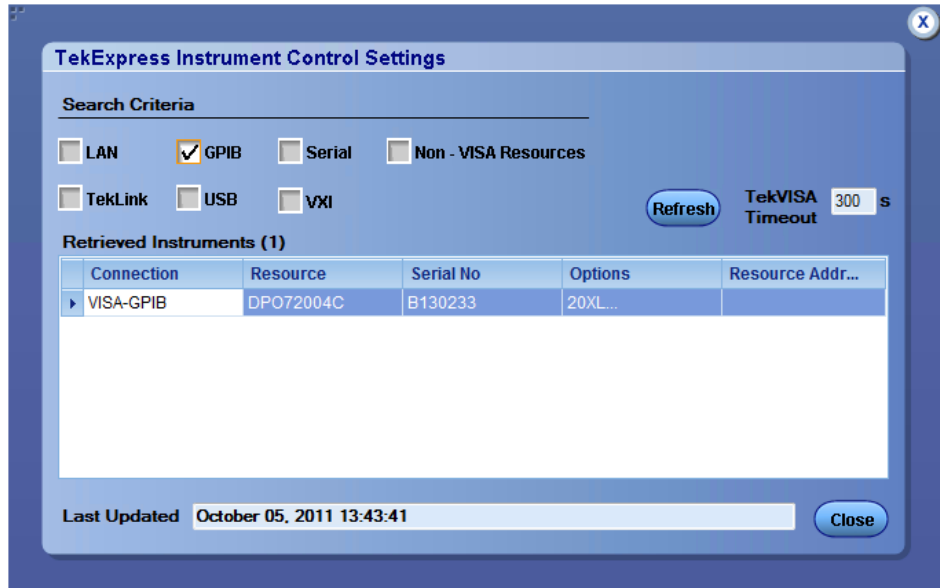 X
TekExpress Instrument Control Settings
Search Criteria
LAN GPIB Serial Non - VISA Resources
TekLink USB VXI
Refresh TekVISA Timeout 300 s
Retrieved Instruments (1)
Connection Resource Serial No Options Resource Addr...
VISA-GPIB DPO72004C B130233 20XL...
Last Updated October 05, 2011 13:43:41 Close